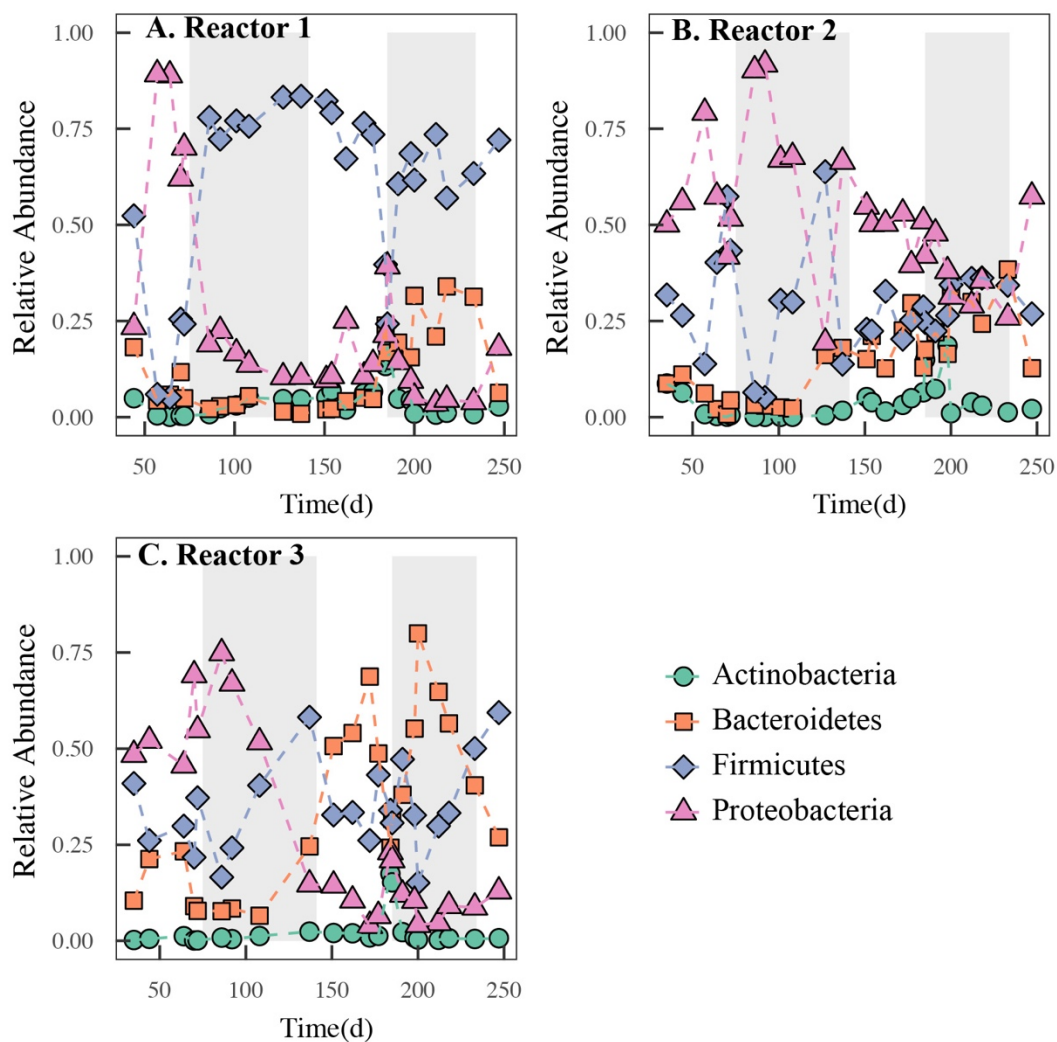 A. Reactor 1
1.00
0.75
0.50
0.25
0.00
Relative Abundance
50 100 150 200 250
Time(d)
B. Reactor 2
1.00
0.75
0.50
0.25
0.00
Relative Abundance
50 100 150 200 250
Time(d)
C. Reactor 3
1.00
0.75
0.50
0.25
0.00
Relative Abundance
50 100 150 200 250
Time(d)
Actinobacteria
Bacteroidetes
Firmicutes
Proteobacteria